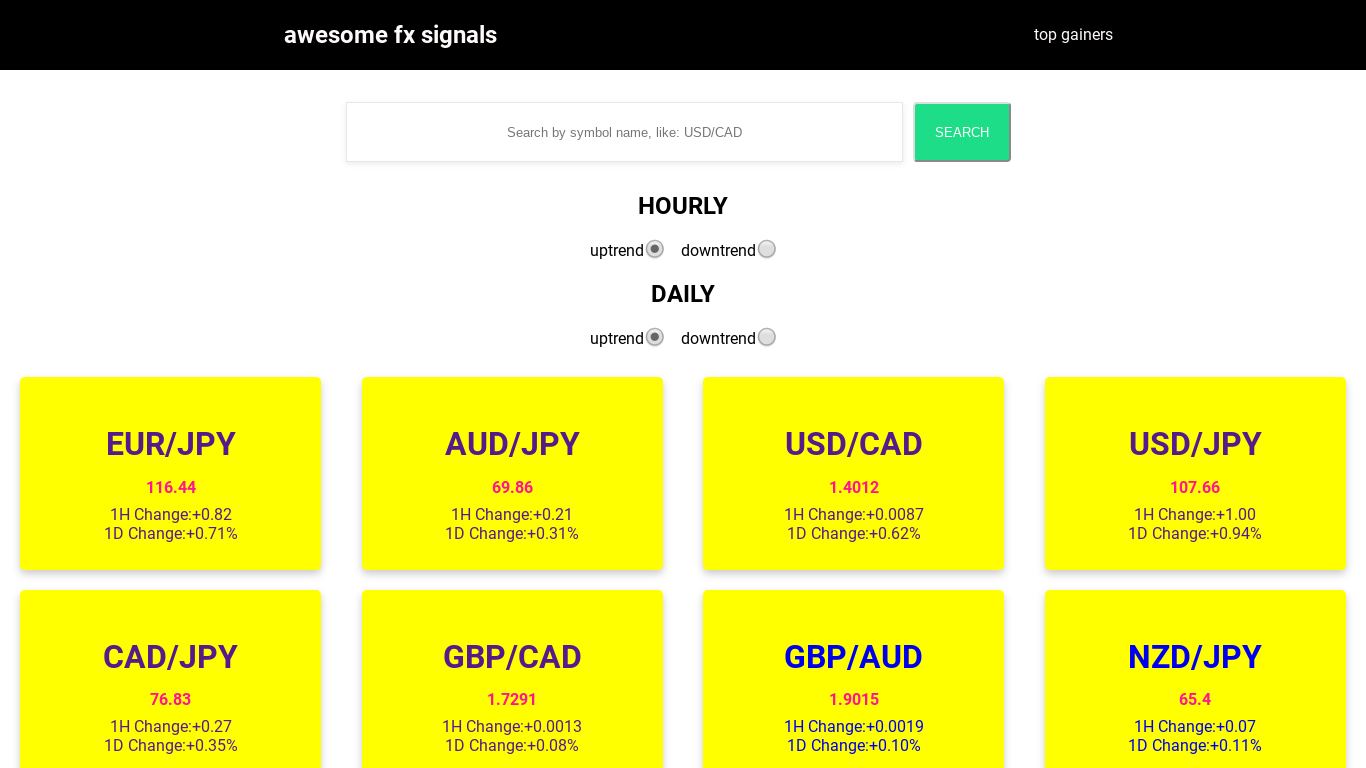 awesome fx signals
top gainers
Search by symbol name, like: USD/CAD
SEARCH
HOURLY
uptrend downtrend
DAILY
uptrend downtrend
EUR/JPY
116.44
1H Change:+0.82
1D Change:+0.71%
AUD/JPY
69.86
1H Change:+0.21
1D Change:+0.31%
USD/CAD
1.4012
1H Change:+0.0087
1D Change:+0.62%
USD/JPY
107.66
1H Change:+1.00
1D Change:+0.94%
CAD/JPY
76.83
1H Change:+0.27
1D Change:+0.35%
GBP/CAD
1.7291
1H Change:+0.0013
1D Change:+0.08%
GBP/AUD
1.9015
1H Change:+0.0019
1D Change:+0.10%
NZD/JPY
65.4
1H Change:+0.07
1D Change:+0.11%